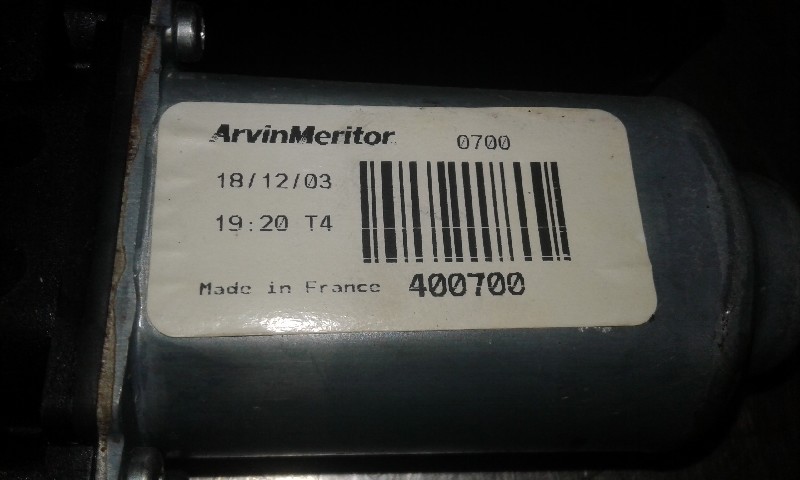 ArvinMeritor 0700
18/12/03
19:20 T4
Made in France 400700